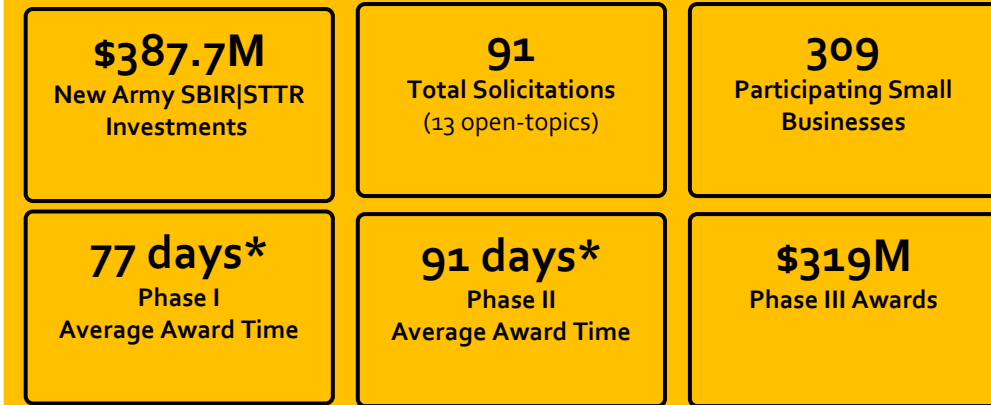 $387.7M
New Army SBIR|STTR
Investments
91
Total Solicitations
(13 open-topics)
309
Participating Small
Businesses
77 days*
Phase I
Average Award Time
91 days*
Phase II
Average Award Time
$319M
Phase III Awards